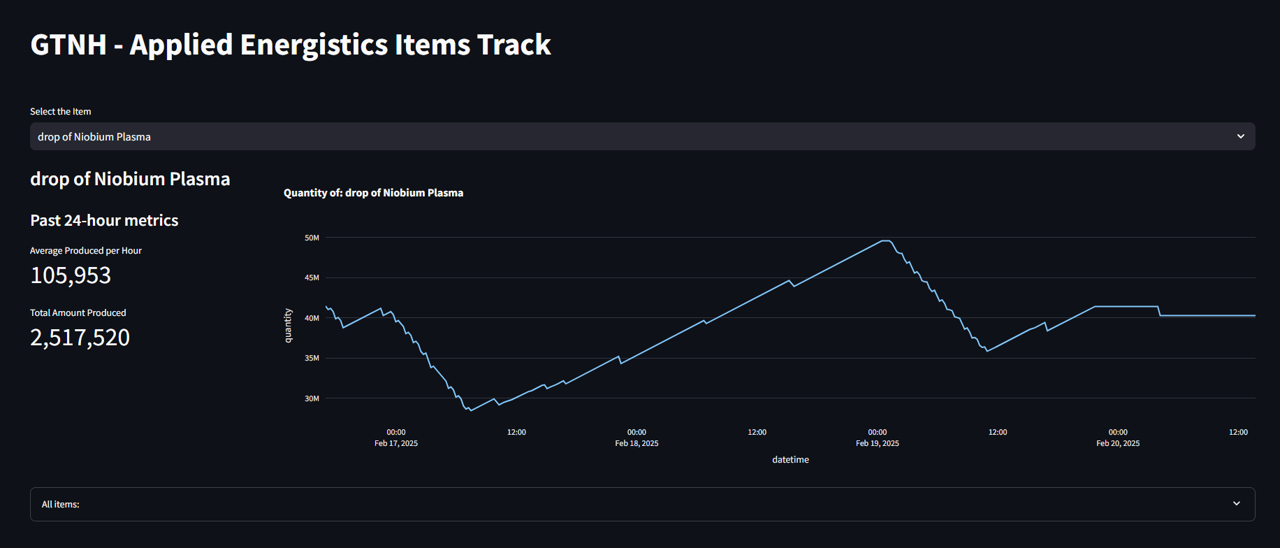 GTNH - Applied Energistics Items Track
Select the Item
drop of Niobium Plasma
drop of Niobium Plasma
Past 24-hour metrics
Average Produced per Hour
105,953
Total Amount Produced
2,517,520
Quantity of: drop of Niobium Plasma
quantity
50M
45M
40M
35M
30M
00:00 12:00 00:00 12:00 00:00 12:00 00:00 12:00
Feb 17, 2025 Feb 18, 2025 Feb 19, 2025 Feb 20, 2025
datetime
All items: